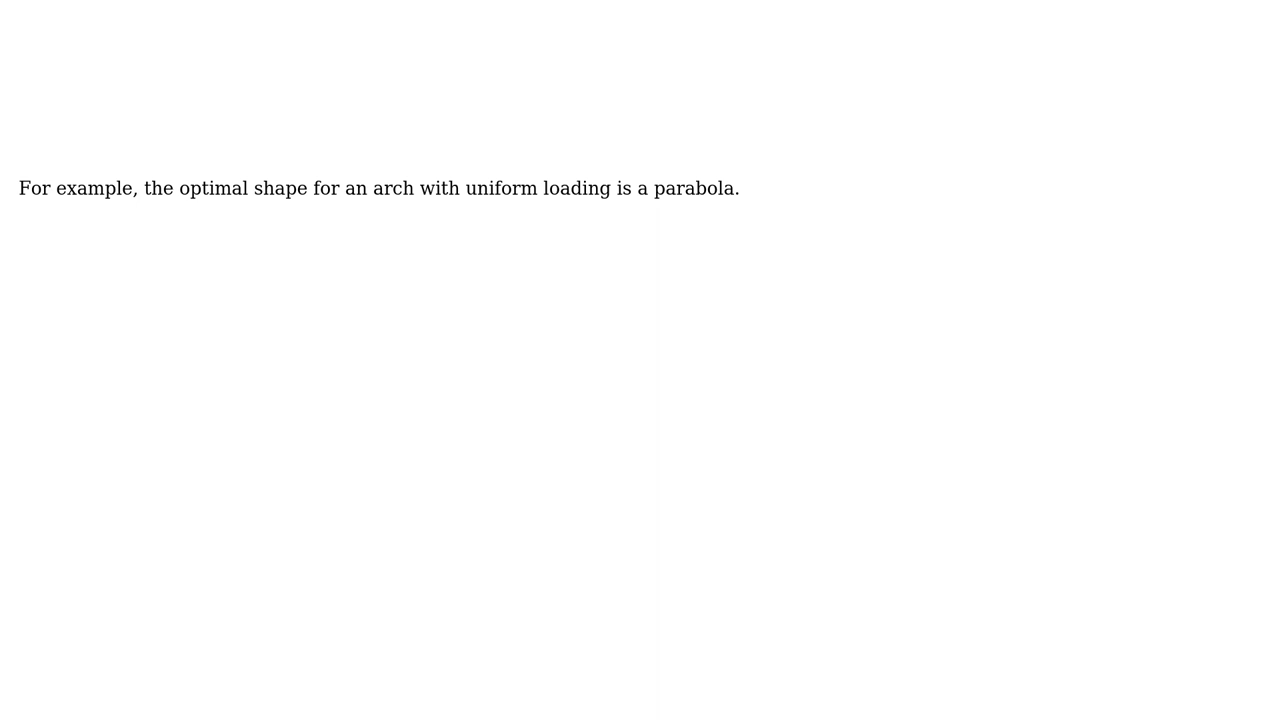 For example, the optimal shape for an arch with uniform loading is a parabola.